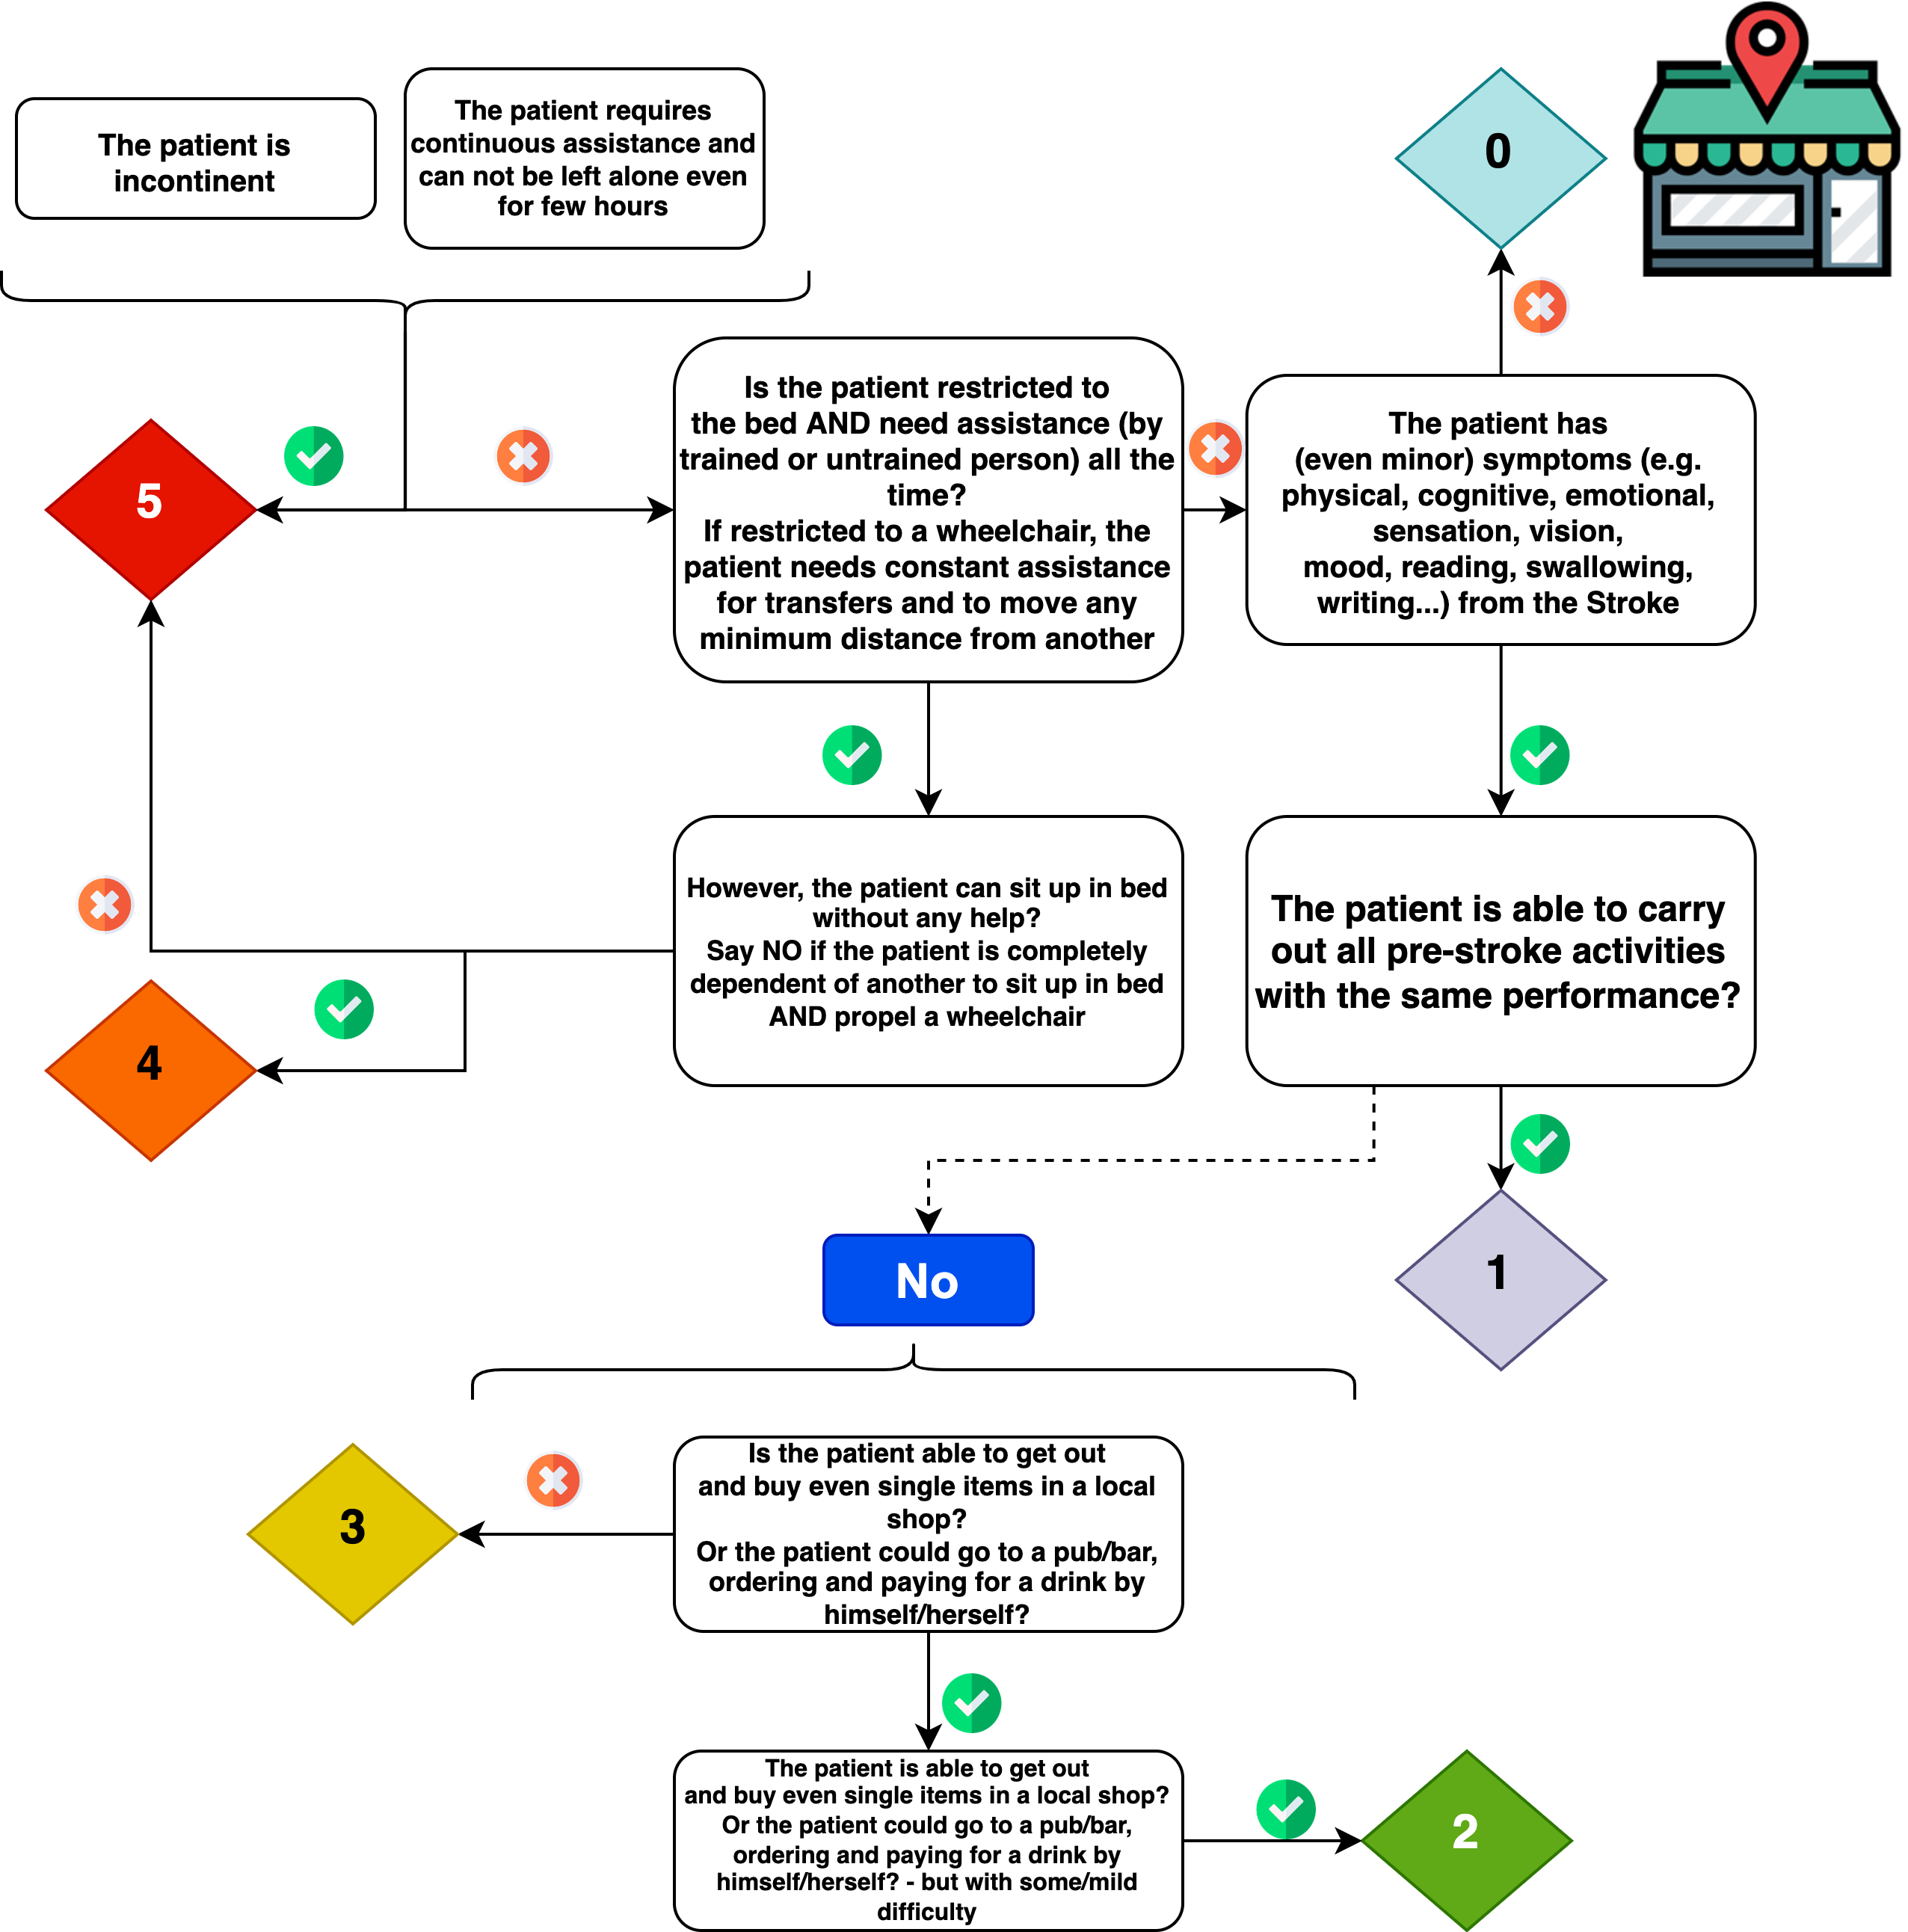 The patient is
incontinent
The patient requires
continuous assistance and
can not be left alone even
for few hours
0
Is the patient restricted to
the bed AND need assistance (by
trained or untrained person) all the
time?
If restricted to a wheelchair, the
patient needs constant assistance
for transfers and to move any
minimum distance from another
The patient has
(even minor) symptoms (e.g.
physical, cognitive, emotional,
sensation, vision,
mood, reading, swallowing,
writing...) from the Stroke
5
However, the patient can sit up in bed
without any help?
Say NO if the patient is completely
dependent of another to sit up in bed
AND propel a wheelchair
The patient is able to carry
out all pre-stroke activities
with the same performance?
4
No
1
Is the patient able to get out
and buy even single items in a local
shop?
Or the patient could go to a pub/bar,
ordering and paying for a drink by
himself/herself?
3
The patient is able to get out
and buy even single items in a local shop?
Or the patient could go to a pub/bar,
ordering and paying for a drink by
himself/herself? - but with some/mild
difficulty
2